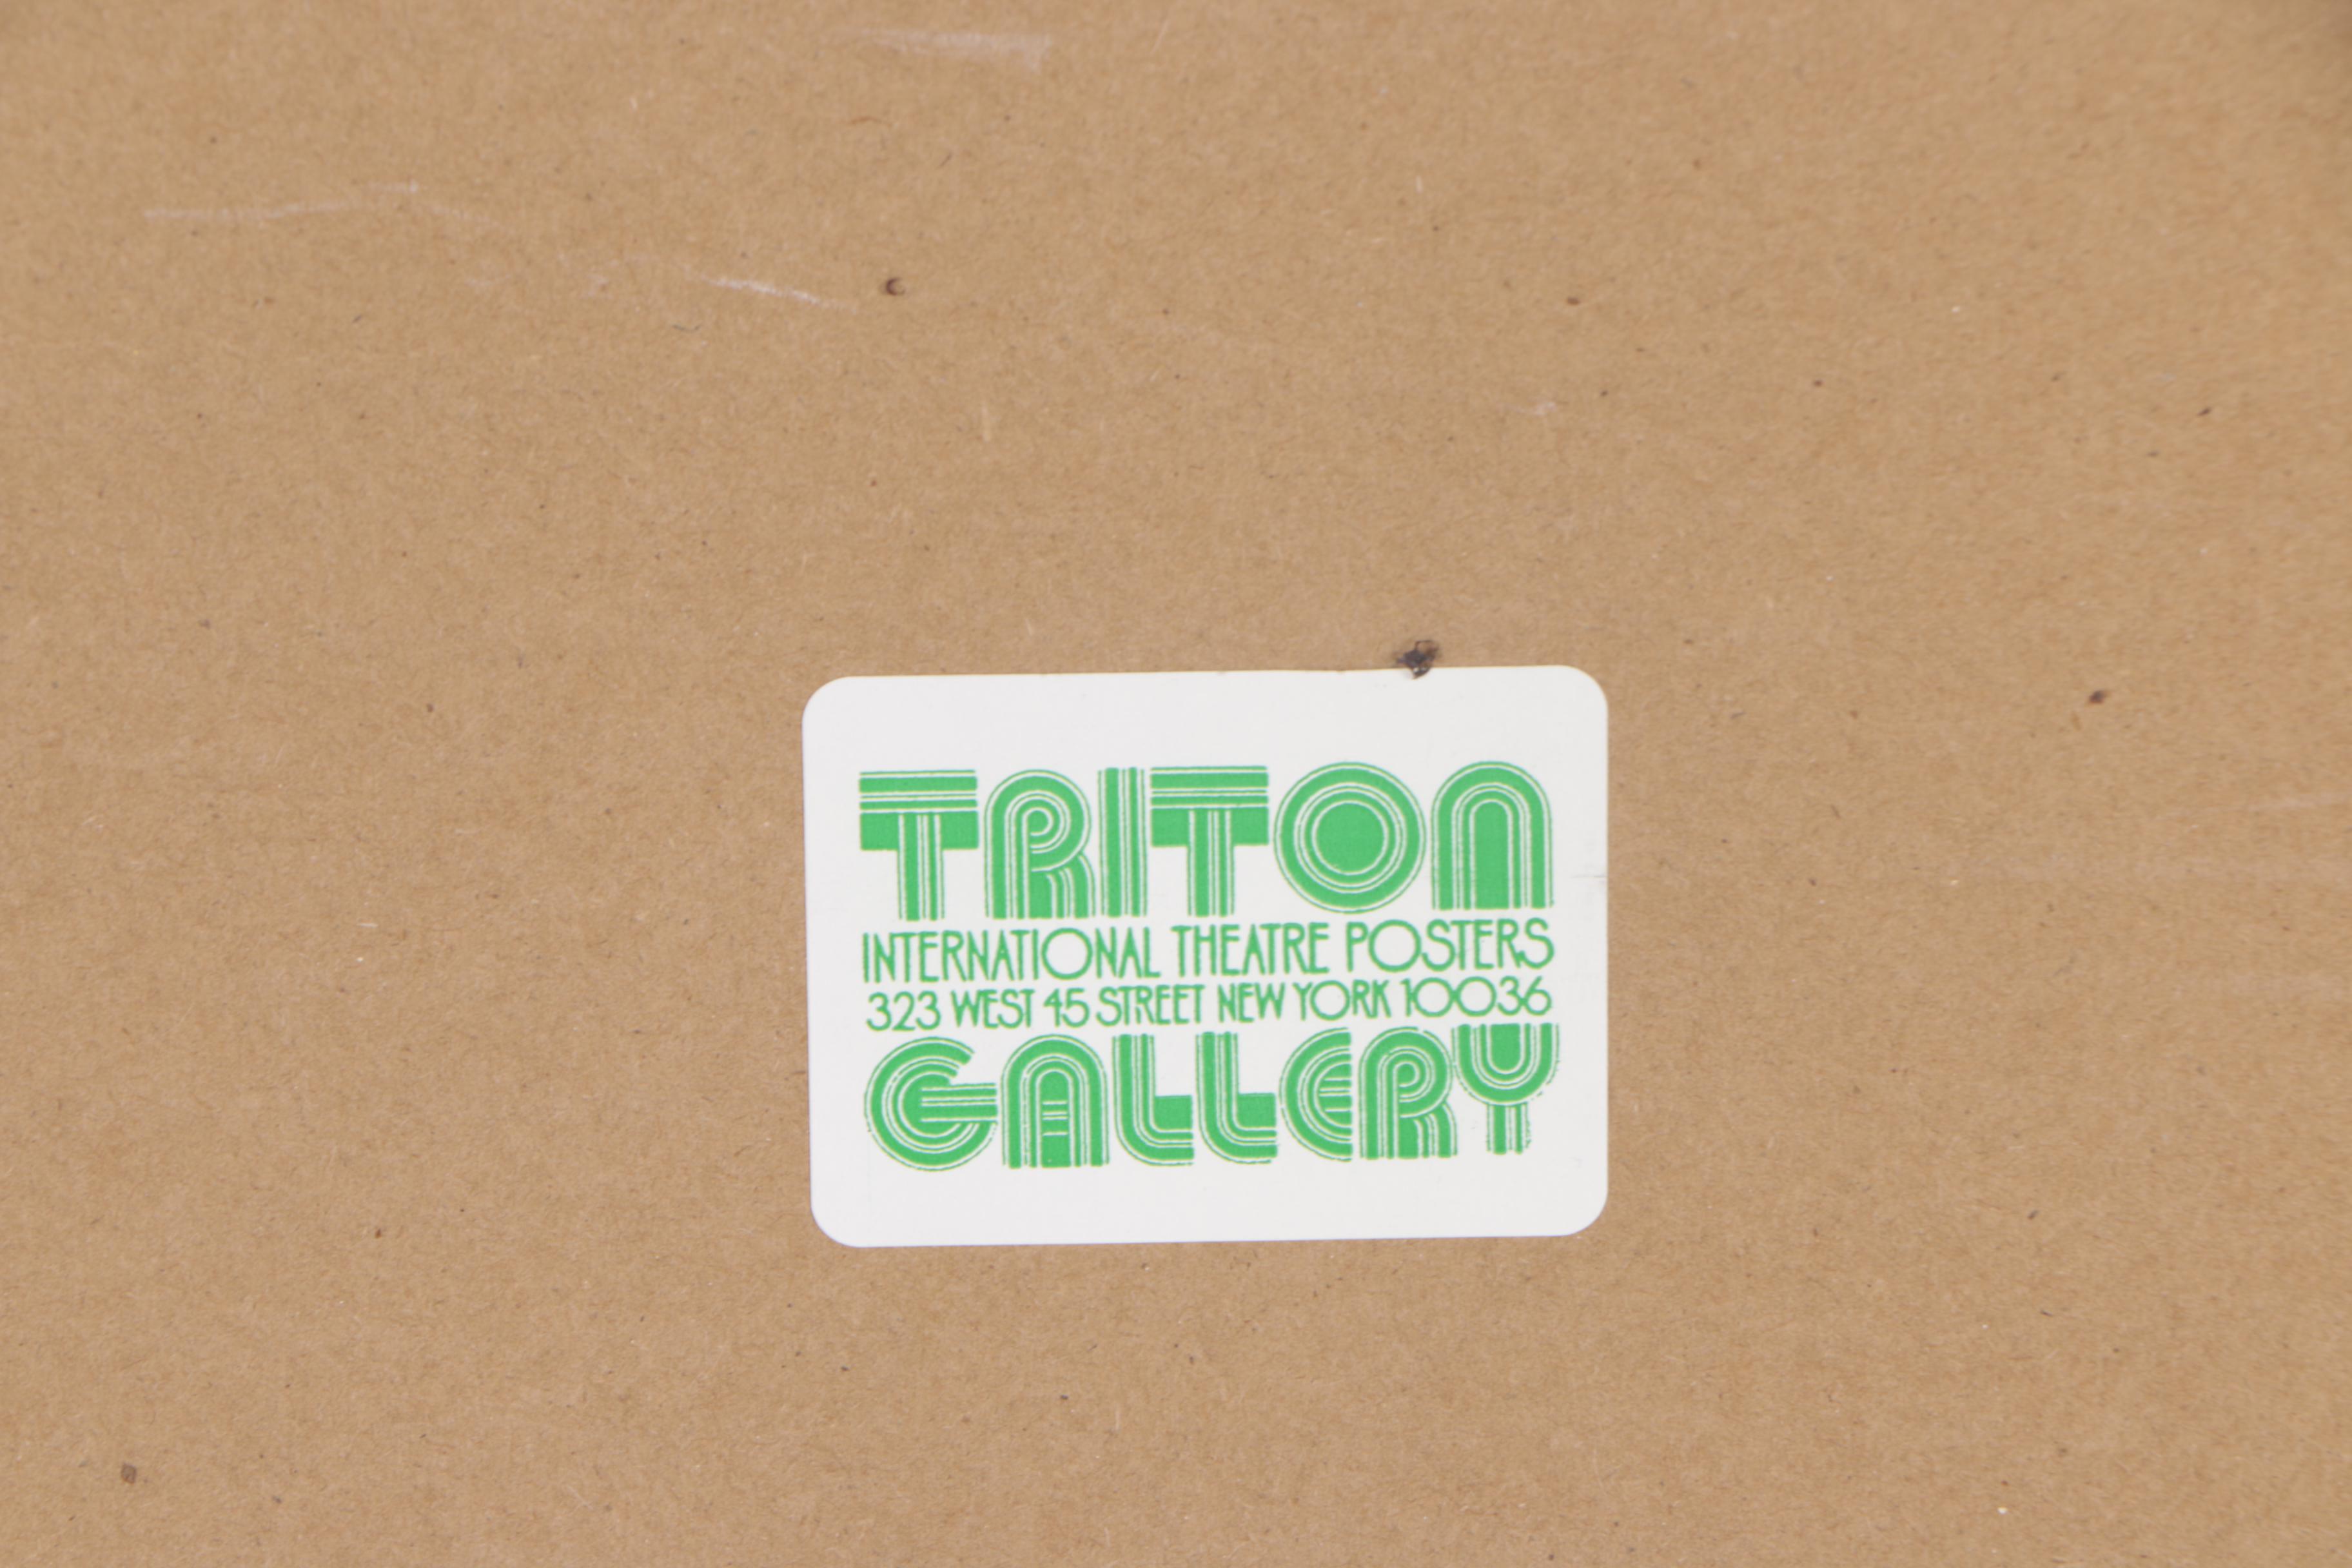 TRITON
INTERNATIONAL THEATRE POSTERS
323 WEST 45 STREET NEW YORK 10036
GALLERY